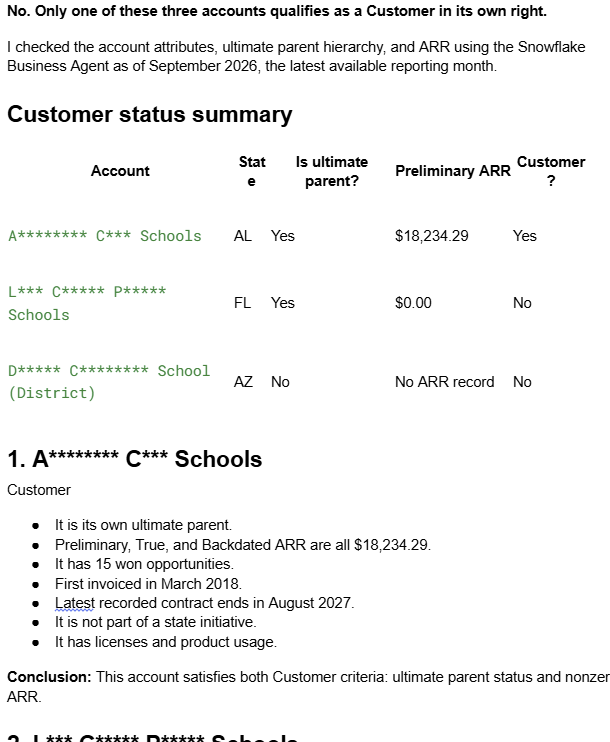 No. Only one of these three accounts qualifies as a Customer in its own right.
I checked the account attributes, ultimate parent hierarchy, and ARR using the Snowflake
Business Agent as of September 2026, the latest available reporting month.
Customer status summary
Account Stat
e Is ultimate
parent? Preliminary ARR Customer
?
A******** C*** Schools AL Yes $18,234.29 Yes
L*** C***** P*****
Schools FL Yes $0.00 No
D***** C******** School
(District) AZ No No ARR record No
1. A******** C*** Schools
Customer
● It is its own ultimate parent.
● Preliminary, True, and Backdated ARR are all $18,234.29.
● It has 15 won opportunities.
● First invoiced in March 2018.
● Latest recorded contract ends in August 2027.
● It is not part of a state initiative.
● It has licenses and product usage.
Conclusion: This account satisfies both Customer criteria: ultimate parent status and nonzer
ARR.
2. L*** C***** P***** Schools